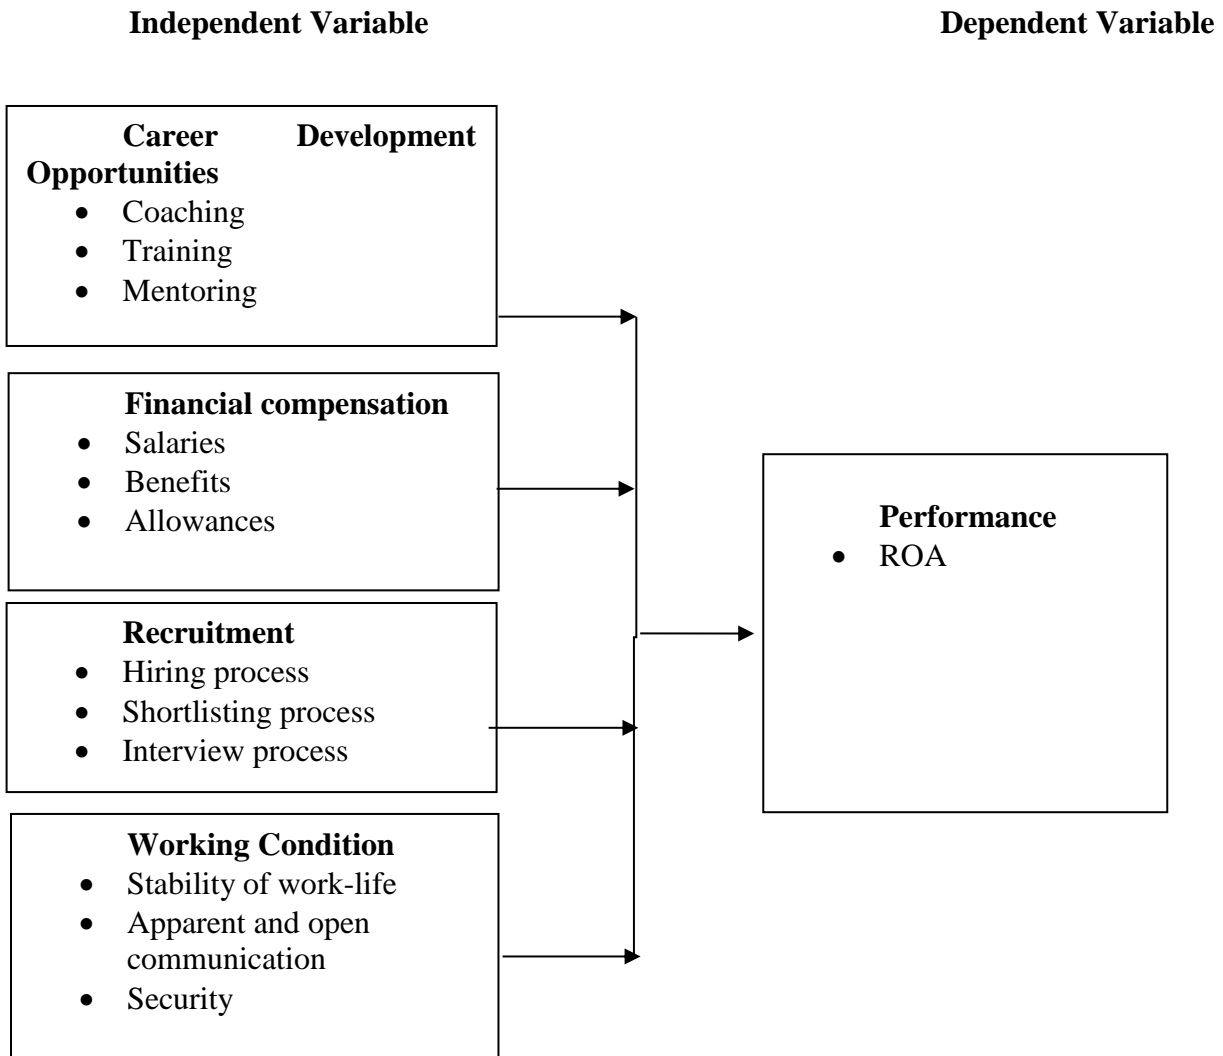 Independent Variable
Dependent Variable
Career Development
Opportunities
• Coaching
• Training
• Mentoring
Financial compensation
• Salaries
• Benefits
• Allowances
Recruitment
• Hiring process
• Shortlisting process
• Interview process
Working Condition
• Stability of work-life
• Apparent and open
communication
• Security
Performance
• ROA